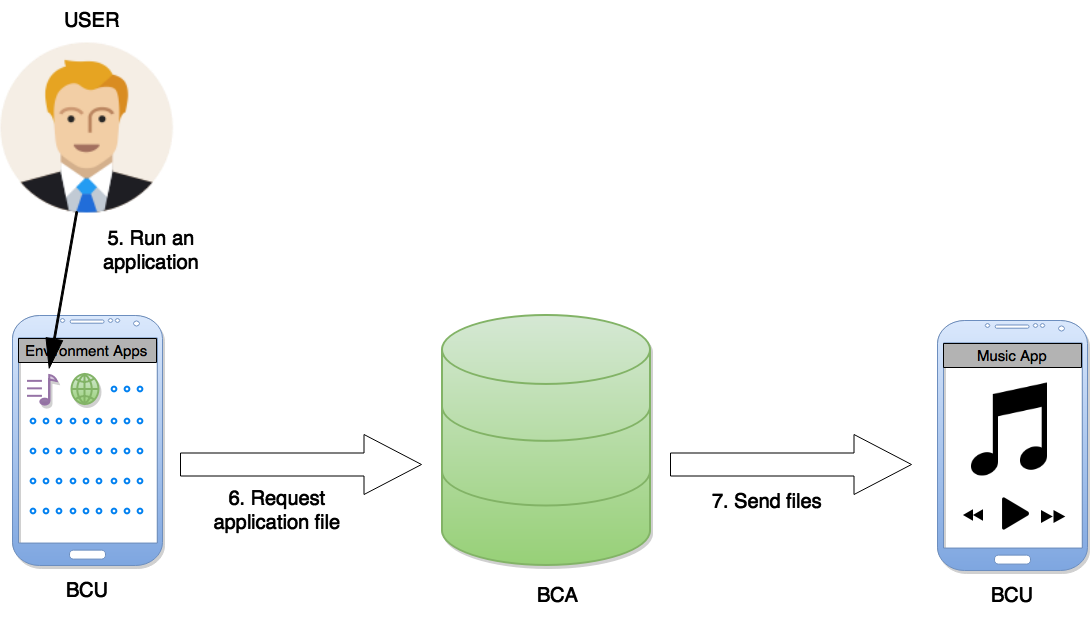 USER
5. Run an
application
Environment Apps
Music App
6. Request
application file
7. Send files
BCU
BCA
BCU